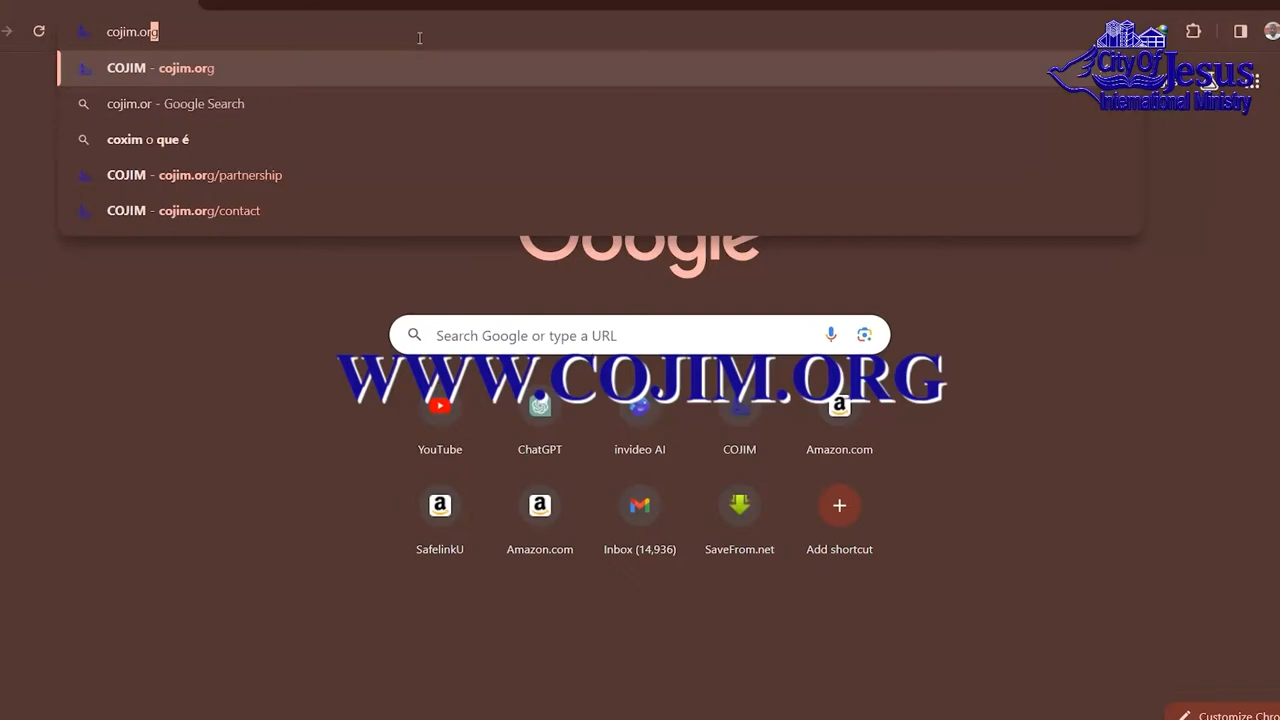 cojim.org
COJIM - cojim.org
cojim.or - Google Search
coxim o que é
COJIM - cojim.org/partnership
COJIM - cojim.org/contact
City Of Jesus
International Ministry
Google
Search Google or type a URL
WWW.COJIM.ORG
YouTube
ChatGPT
invideo AI
COJIM
Amazon.com
SafelinkU
Amazon.com
Inbox (14,936)
SaveFrom.net
Add shortcut
Customize Chro